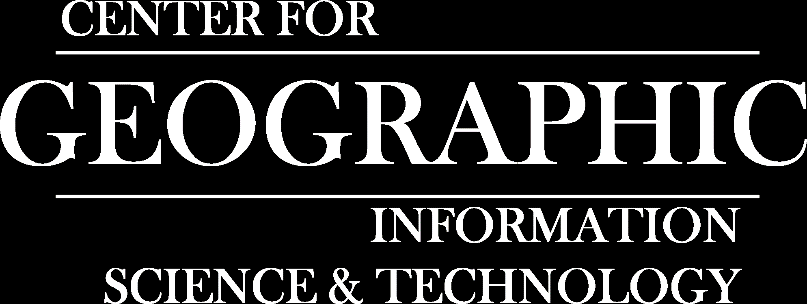 CENTER FOR
GEOGRAPHIC
INFORMATION
SCIENCE & TECHNOLOGY